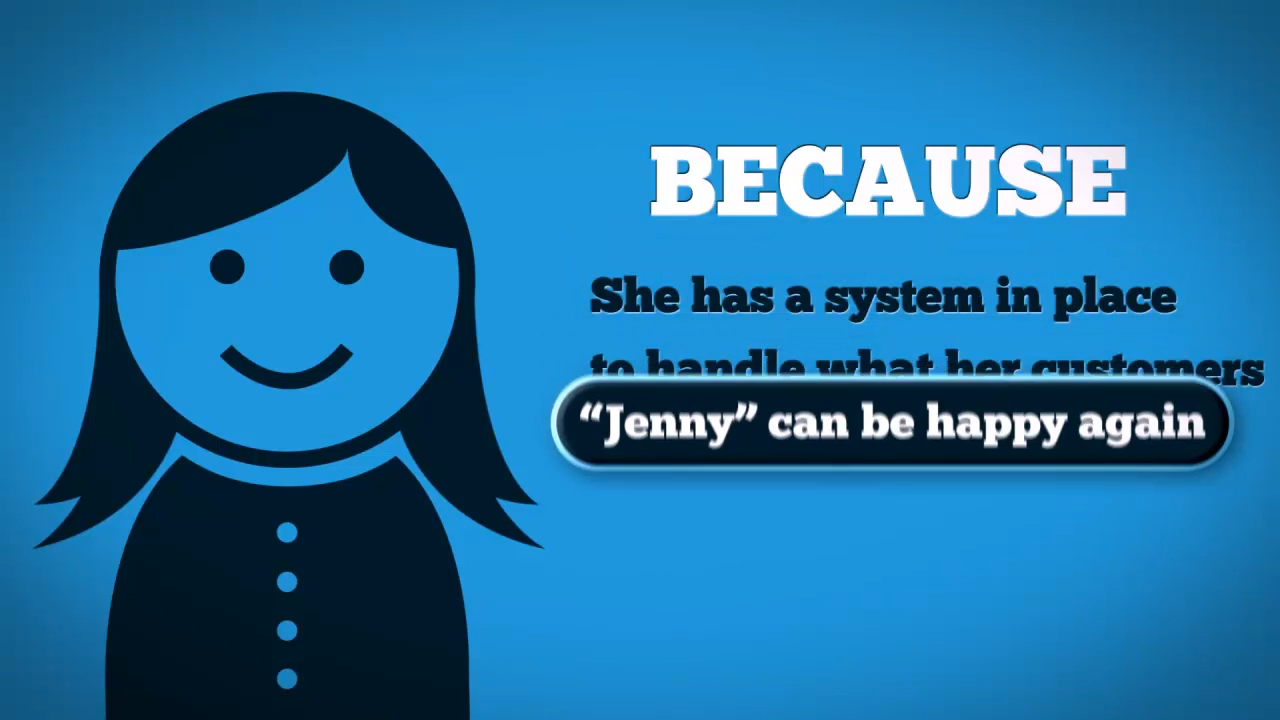 BECAUSE
She has a system in place
to handle what her customers
“Jenny” can be happy again